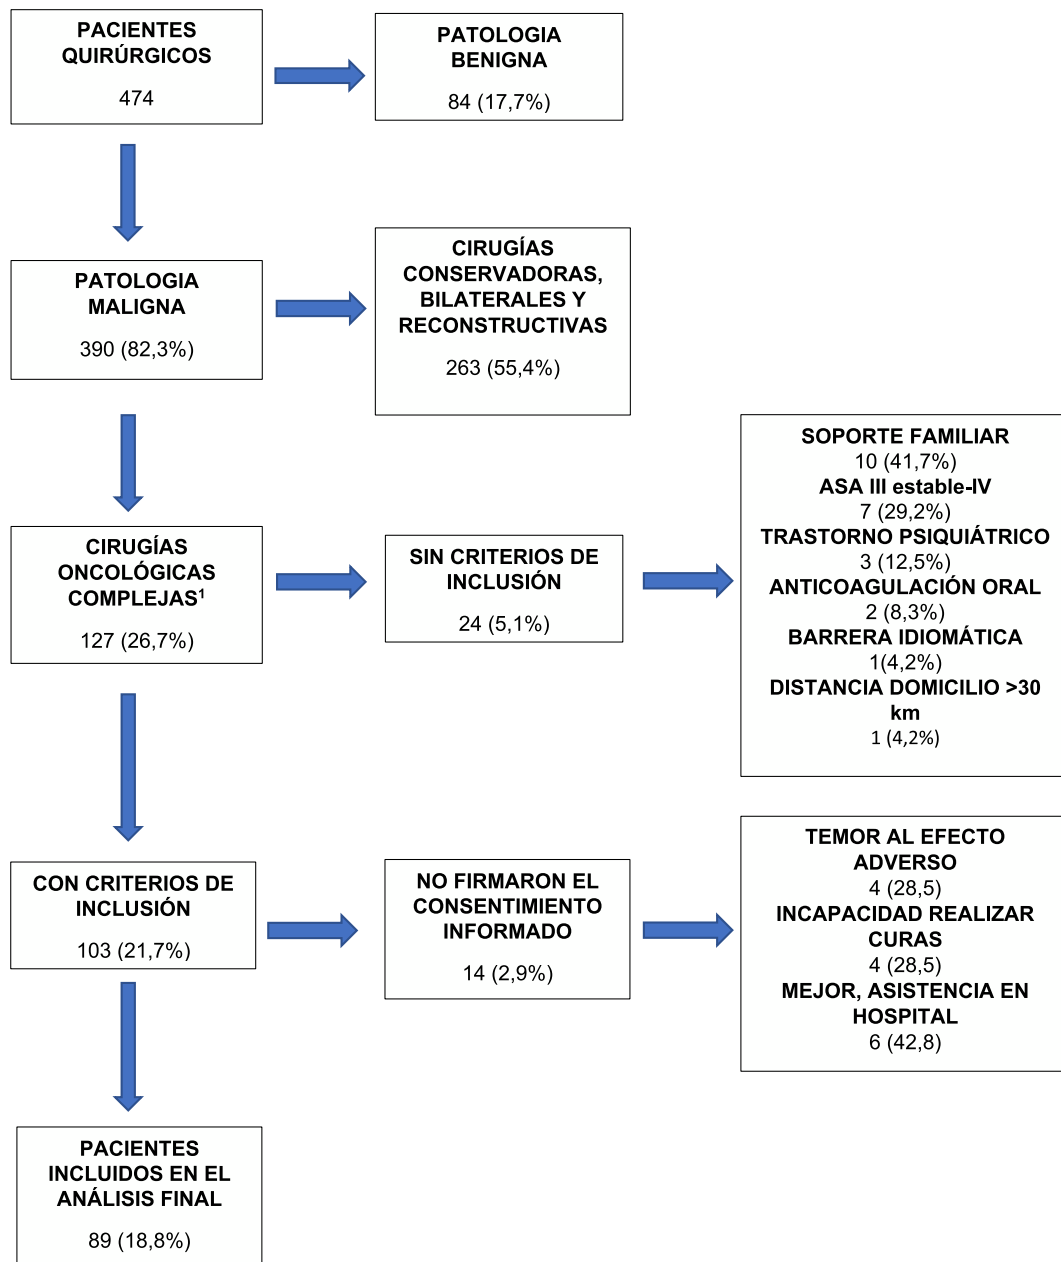 PACIENTES
QUIRÚRGICOS
474
PATOLOGIA
BENIGNA
84 (17,7%)
PATOLOGIA
MALIGNA
390 (82,3%)
CIRUGÍAS
CONSERVADORAS,
BILATERALES Y
RECONSTRUCTIVAS
263 (55,4%)
CIRUGÍAS
ONCOLÓGICAS
COMPLEJAS¹
127 (26,7%)
SIN CRITERIOS DE
INCLUSIÓN
24 (5,1%)
SOPORTE FAMILIAR
10 (41,7%)
ASA III estable-IV
7 (29,2%)
TRASTORNO PSIQUIÁTRICO
3 (12,5%)
ANTICOAGULACIÓN ORAL
2 (8,3%)
BARRERA IDIOMÁTICA
1(4,2%)
DISTANCIA DOMICILIO >30
km
1 (4,2%)
CON CRITERIOS DE
INCLUSIÓN
103 (21,7%)
NO FIRMARON EL
CONSENTIMIENTO
INFORMADO
14 (2,9%)
TEMOR AL EFECTO
ADVERSO
4 (28,5)
INCAPACIDAD REALIZAR
CURAS
4 (28,5)
MEJOR, ASISTENCIA EN
HOSPITAL
6 (42,8)
PACIENTES
INCLUIDOS EN EL
ANÁLISIS FINAL
89 (18,8%)